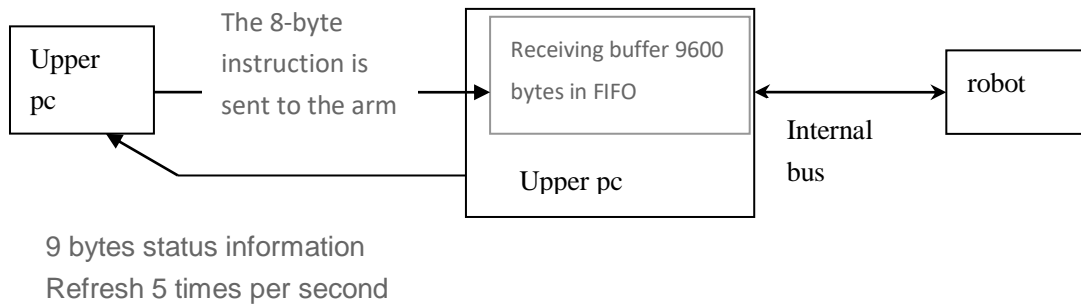 Upper
pc
The 8-byte
instruction is
sent to the arm
Receiving buffer 9600
bytes in FIFO
Upper pc
Internal
bus
robot
9 bytes status information
Refresh 5 times per second